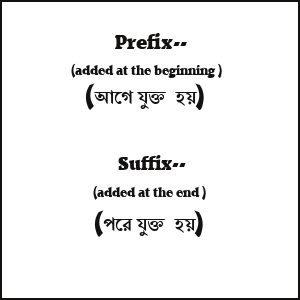 Prefix--
(added at the beginning )
(আগে যুক্ত হয়)
Suffix--
(added at the end )
(পরে যুক্ত হয়)